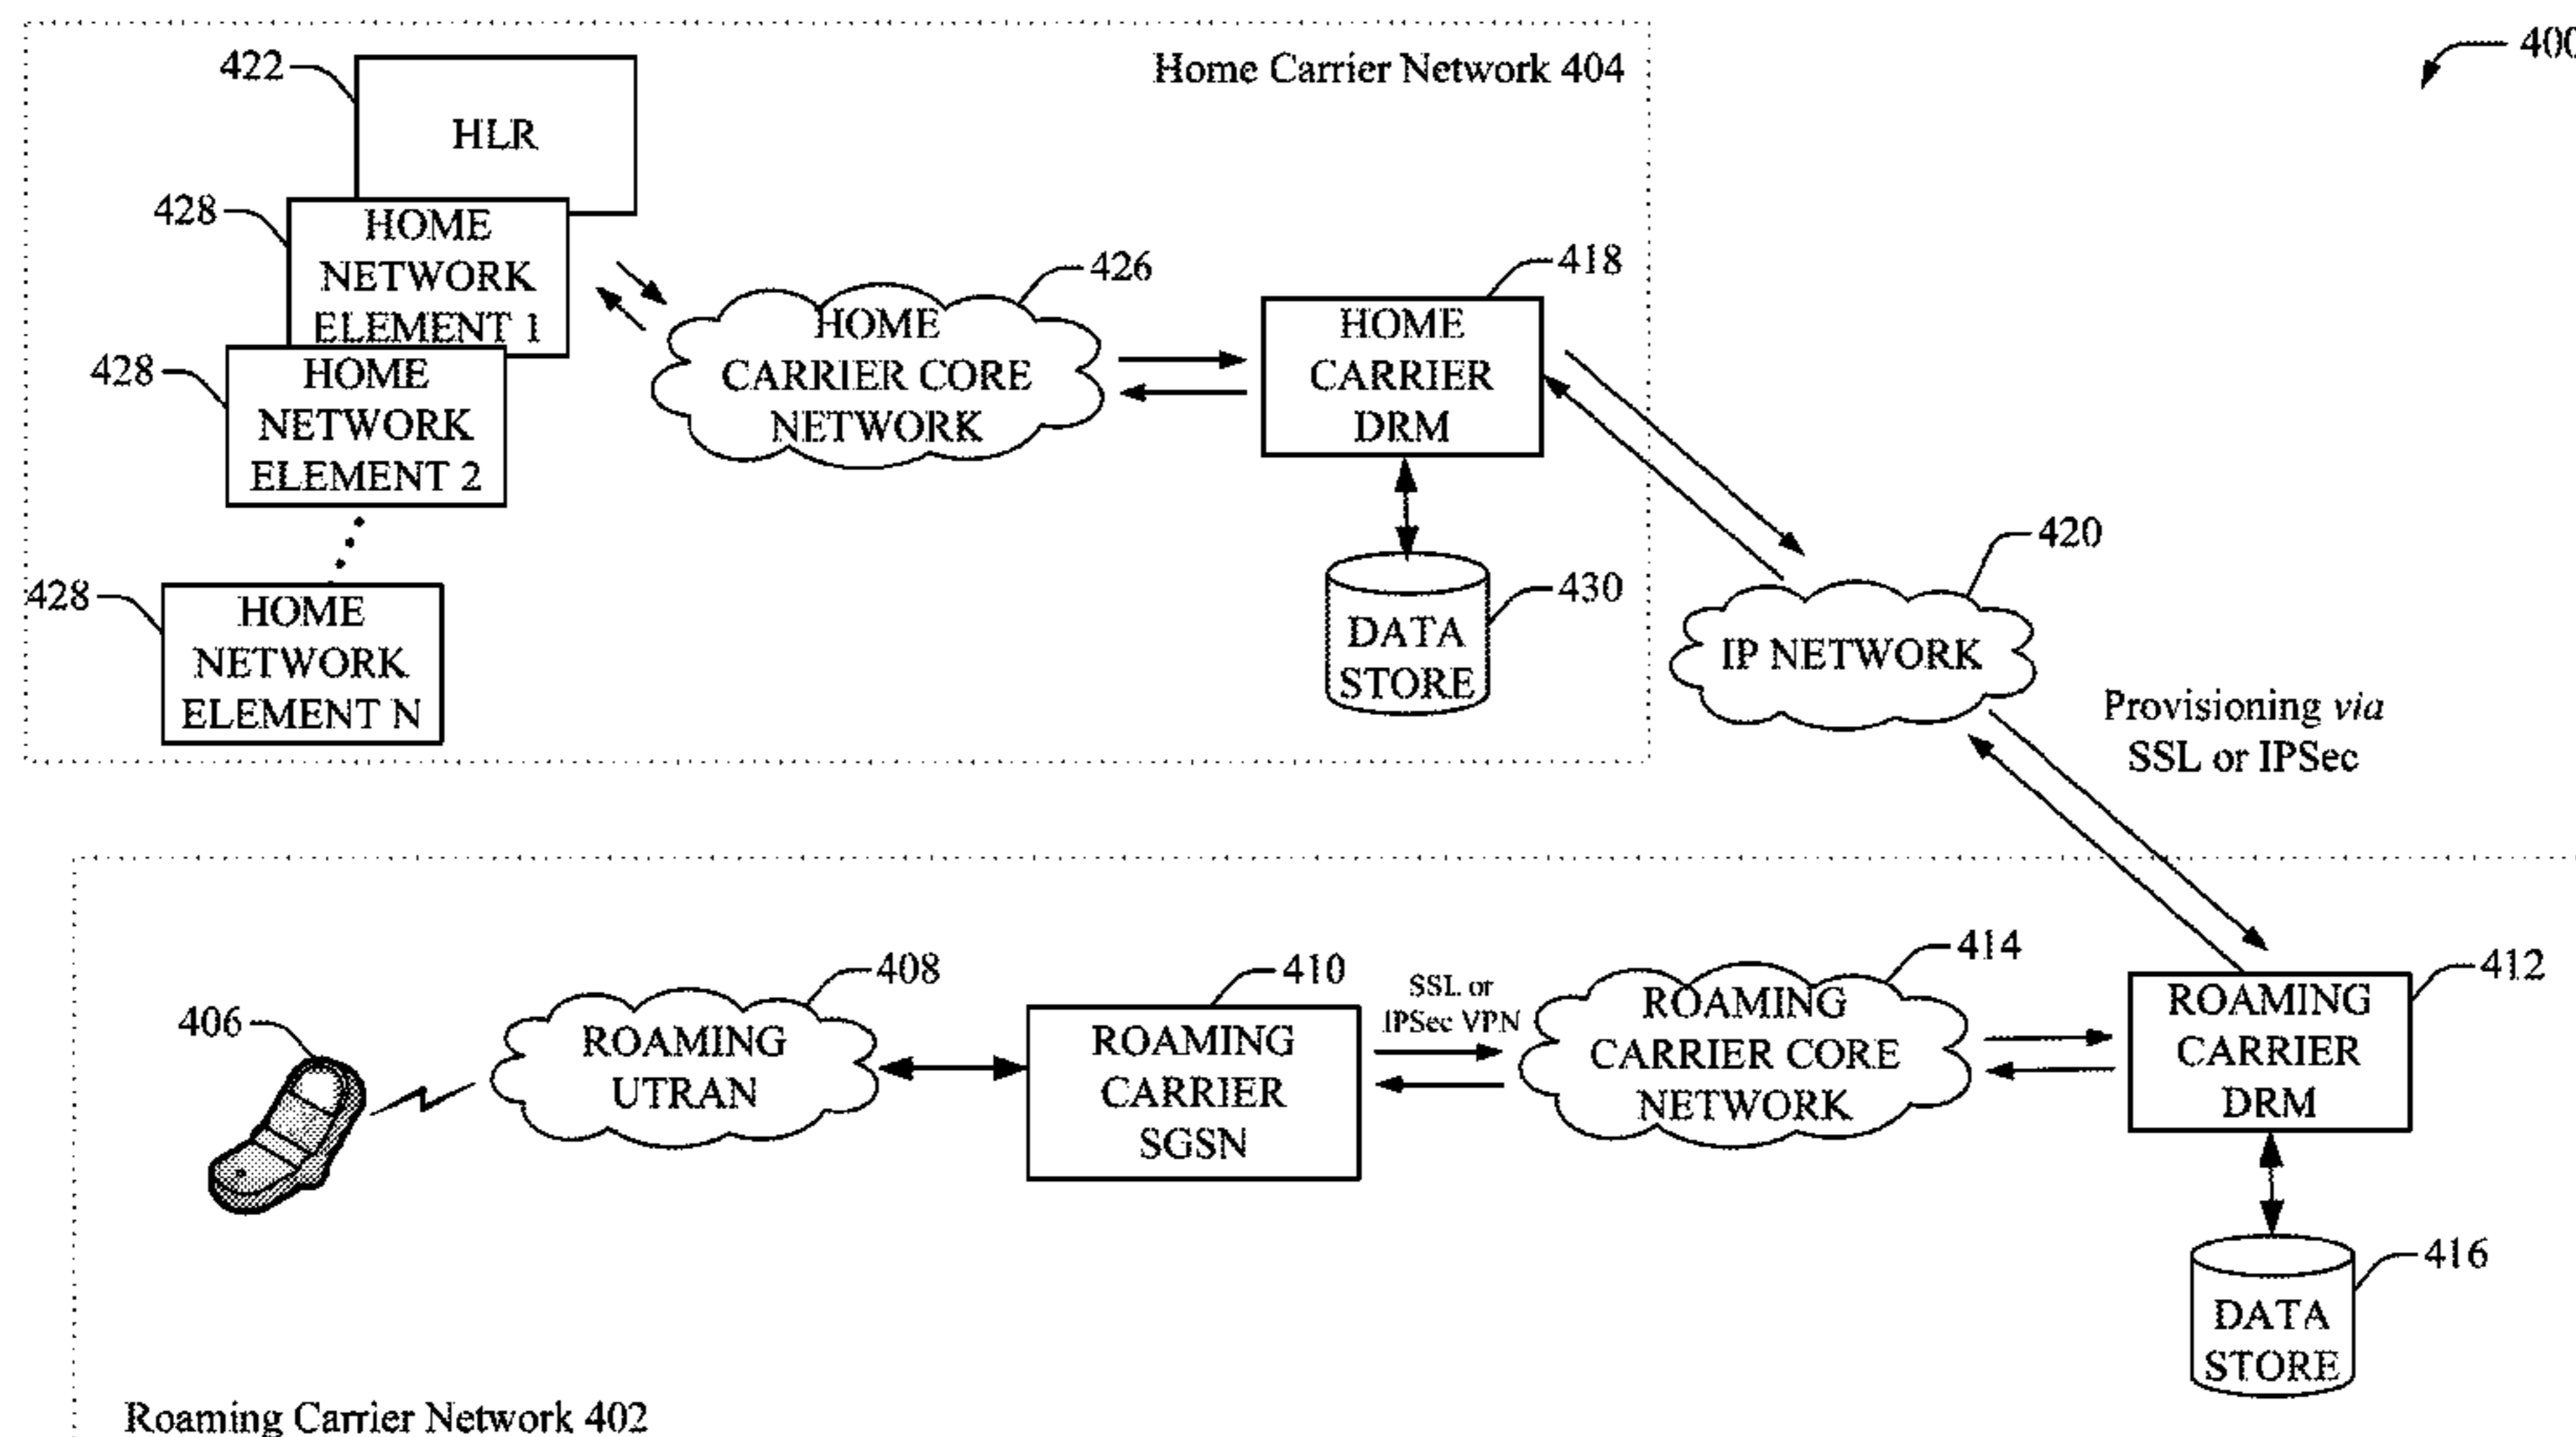 422
HLR
Home Carrier Network 404
400
428
HOME
NETWORK
ELEMENT 1
426
HOME
CARRIER CORE
NETWORK
418
HOME
CARRIER
DRM
428
HOME
NETWORK
ELEMENT 2
428
HOME
NETWORK
ELEMENT N
430
DATA
STORE
420
IP NETWORK
Provisioning via
SSL or IPSec
406
408
ROAMING
UTRAN
410
ROAMING
CARRIER
SGSN
SSL or
IPSec VPN
414
ROAMING
CARRIER CORE
NETWORK
412
ROAMING
CARRIER
DRM
416
DATA
STORE
Roaming Carrier Network 402